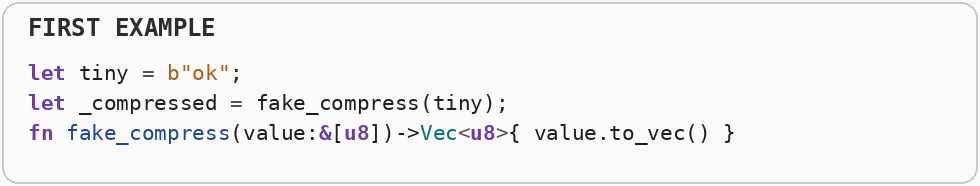 FIRST EXAMPLE
let tiny = b"ok";
let _compressed = fake_compress(tiny);
fn fake_compress(value:&[u8])->Vec<u8>{ value.to_vec() }